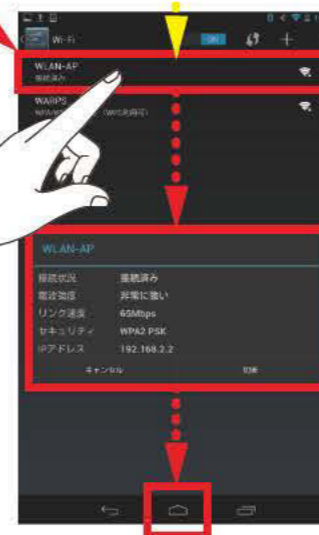 Wi-Fi
ON
WLAN-AP
接続済み
WARPS
WLAN-AP
接続状況 接続済み
電波強度 非常に強い
リンク速度 65Mbps
セキュリティ WPA2 PSK
IPアドレス 192.168.2.2
キャンセル 切断